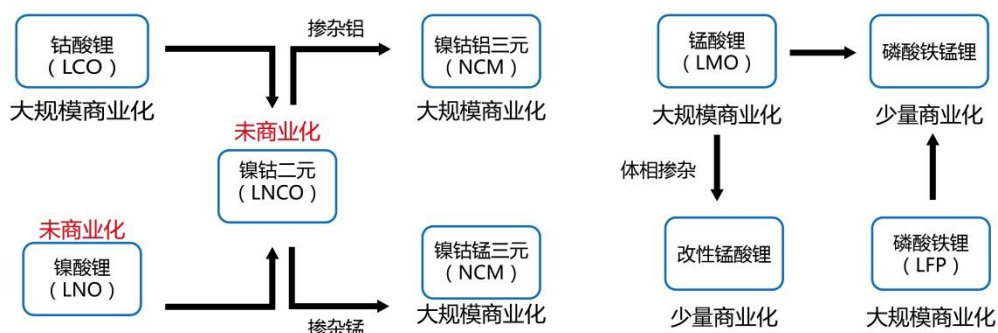 钴酸锂
（LCO）
大规模商业化
掺杂铝
镍钴铝三元
（NCM）
大规模商业化
未商业化
镍钴二元
（LNCO）
未商业化
镍酸锂
（LNO）
掺杂锰
镍钴锰三元
（NCM）
大规模商业化
锰酸锂
（LMO）
大规模商业化
磷酸铁锰锂
少量商业化
体相掺杂
改性锰酸锂
少量商业化
磷酸铁锂
（LFP）
大规模商业化